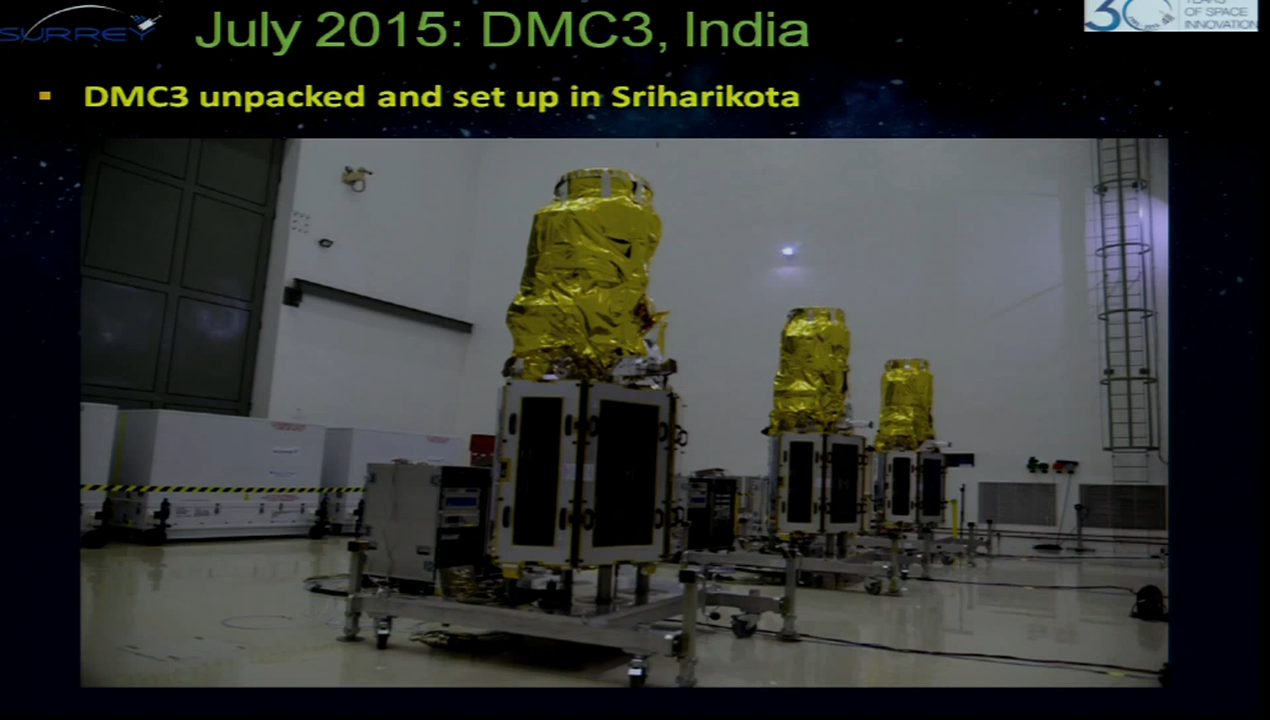 SURREY
July 2015: DMC3, India
30 YEARS
OF SPACE
INNOVATION
DMC3 unpacked and set up in Sriharikota